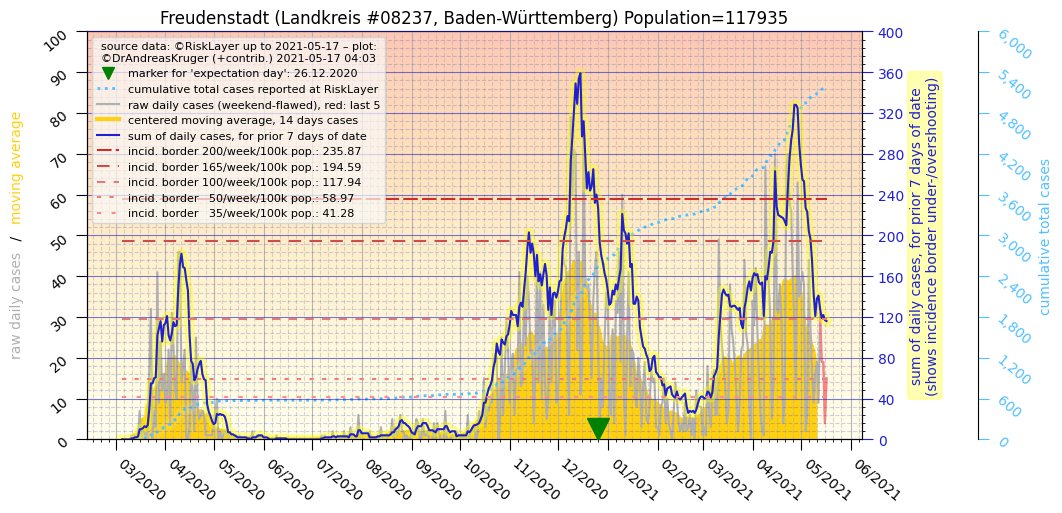 Freudenstadt (Landkreis #08237, Baden-Württemberg) Population=117935
source data: ©RiskLayer up to 2021-05-17 – plot:
©DrAndreasKruger (+contrib.) 2021-05-17 04:03
marker for 'expectation day': 26.12.2020
cumulative total cases reported at RiskLayer
raw daily cases (weekend-flawed), red: last 5
centered moving average, 14 days cases
sum of daily cases, for prior 7 days of date
incid. border 200/week/100k pop.: 235.87
incid. border 165/week/100k pop.: 194.59
incid. border 100/week/100k pop.: 117.94
incid. border 50/week/100k pop.: 58.97
incid. border 35/week/100k pop.: 41.28
raw daily cases / moving average
100
90
80
70
60
50
40
30
20
10
0
03/2020
04/2020
05/2020
06/2020
07/2020
08/2020
09/2020
10/2020
11/2020
12/2020
01/2021
02/2021
03/2021
04/2021
05/2021
06/2021
400
360
320
280
240
200
160
120
80
40
0
sum of daily cases, for prior 7 days of date
(shows incidence border under-/overshooting)
6,000
5,400
4,800
4,200
3,600
3,000
2,400
1,800
1,200
600
0
cumulative total cases